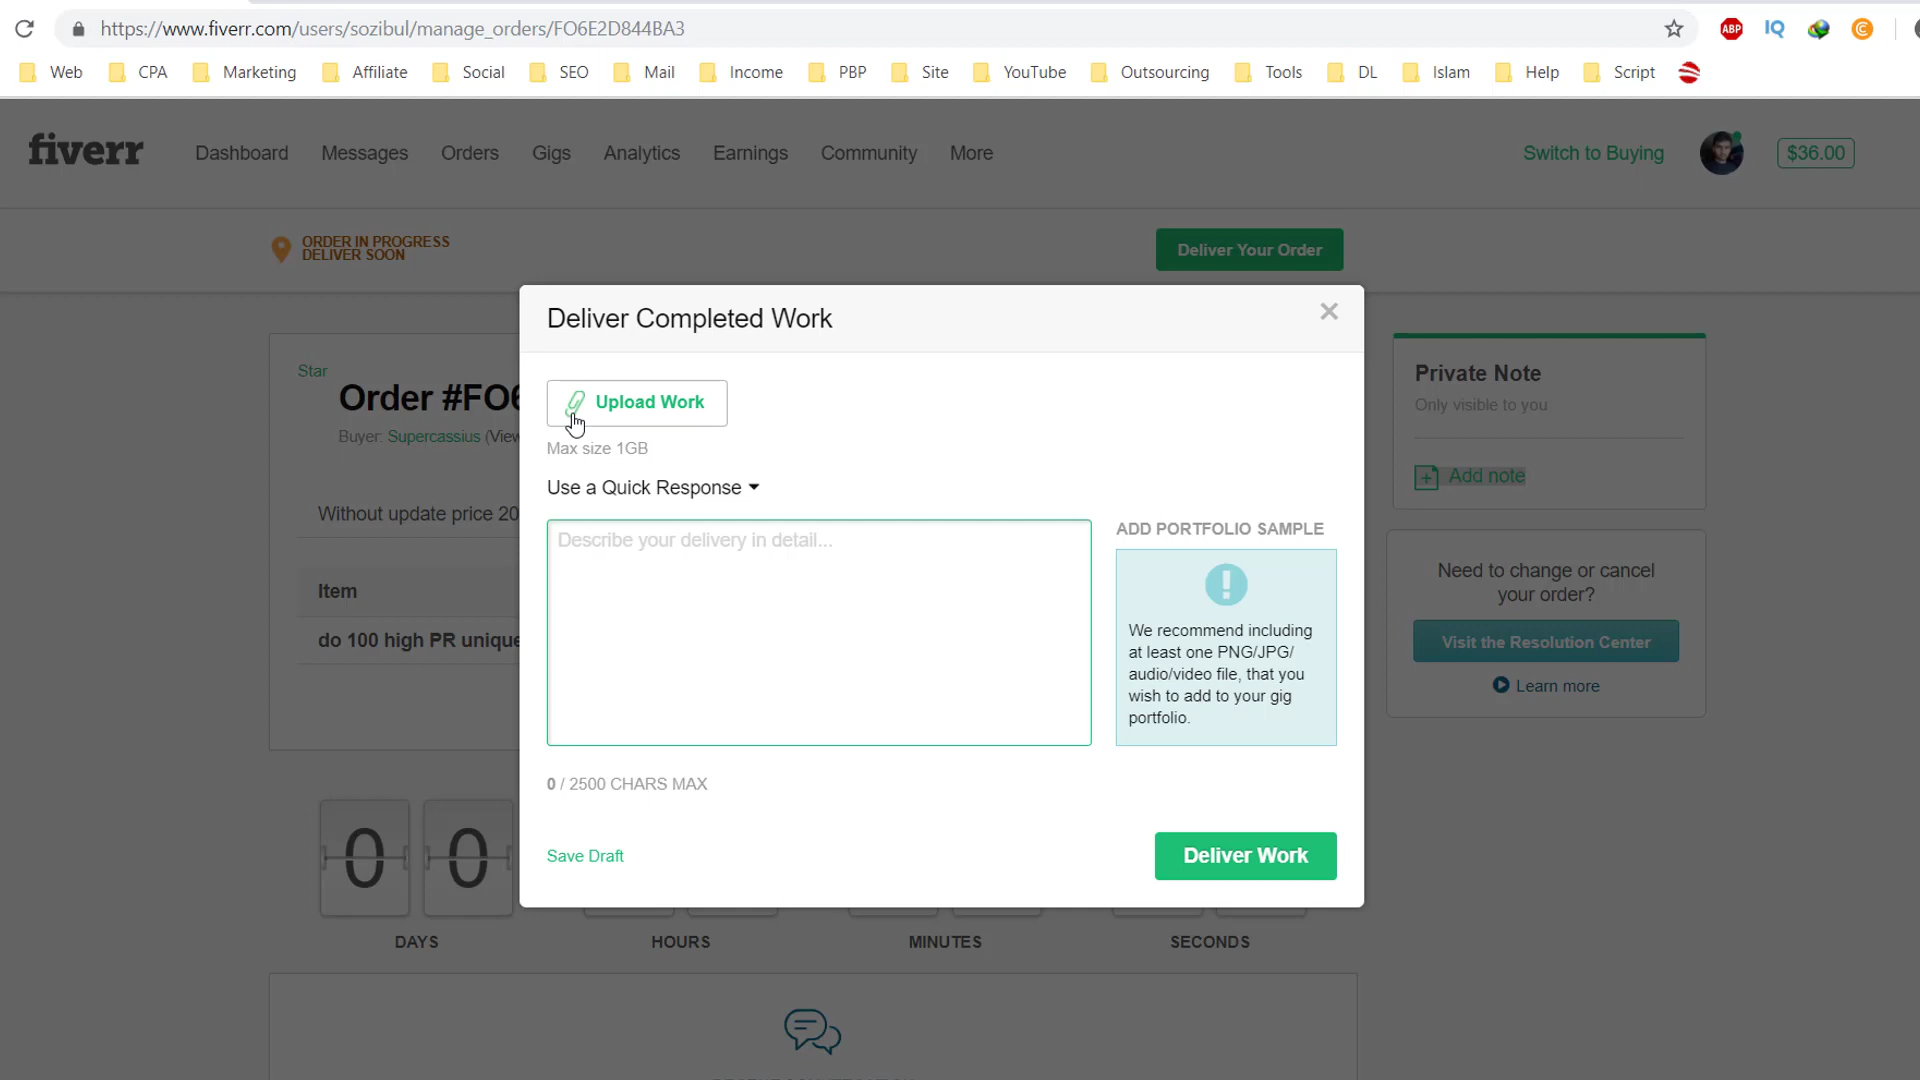 https://www.fiverr.com/users/sozibul/manage_orders/FO6E2D844BA3
ABP IQ C
Web CPA Marketing Affiliate Social SEO Mail Income PBP Site YouTube Outsourcing Tools DL Islam Help Script
fiverr Dashboard Messages Orders Gigs Analytics Earnings Community More Switch to Buying $36.00
ORDER IN PROGRESS
DELIVER SOON
Deliver Your Order
Deliver Completed Work ×
Star
Order #FO6
Buyer: Supercassius (View
Without update price 20
Item
do 100 high PR unique
Upload Work
Max size 1GB
Use a Quick Response
Describe your delivery in detail...
ADD PORTFOLIO SAMPLE
!
We recommend including
at least one PNG/JPG/
audio/video file, that you
wish to add to your gig
portfolio.
0 / 2500 CHARS MAX
Save Draft
Deliver Work
Private Note
Only visible to you
Add note
Need to change or cancel
your order?
Visit the Resolution Center
Learn more
0 0
DAYS HOURS MINUTES SECONDS